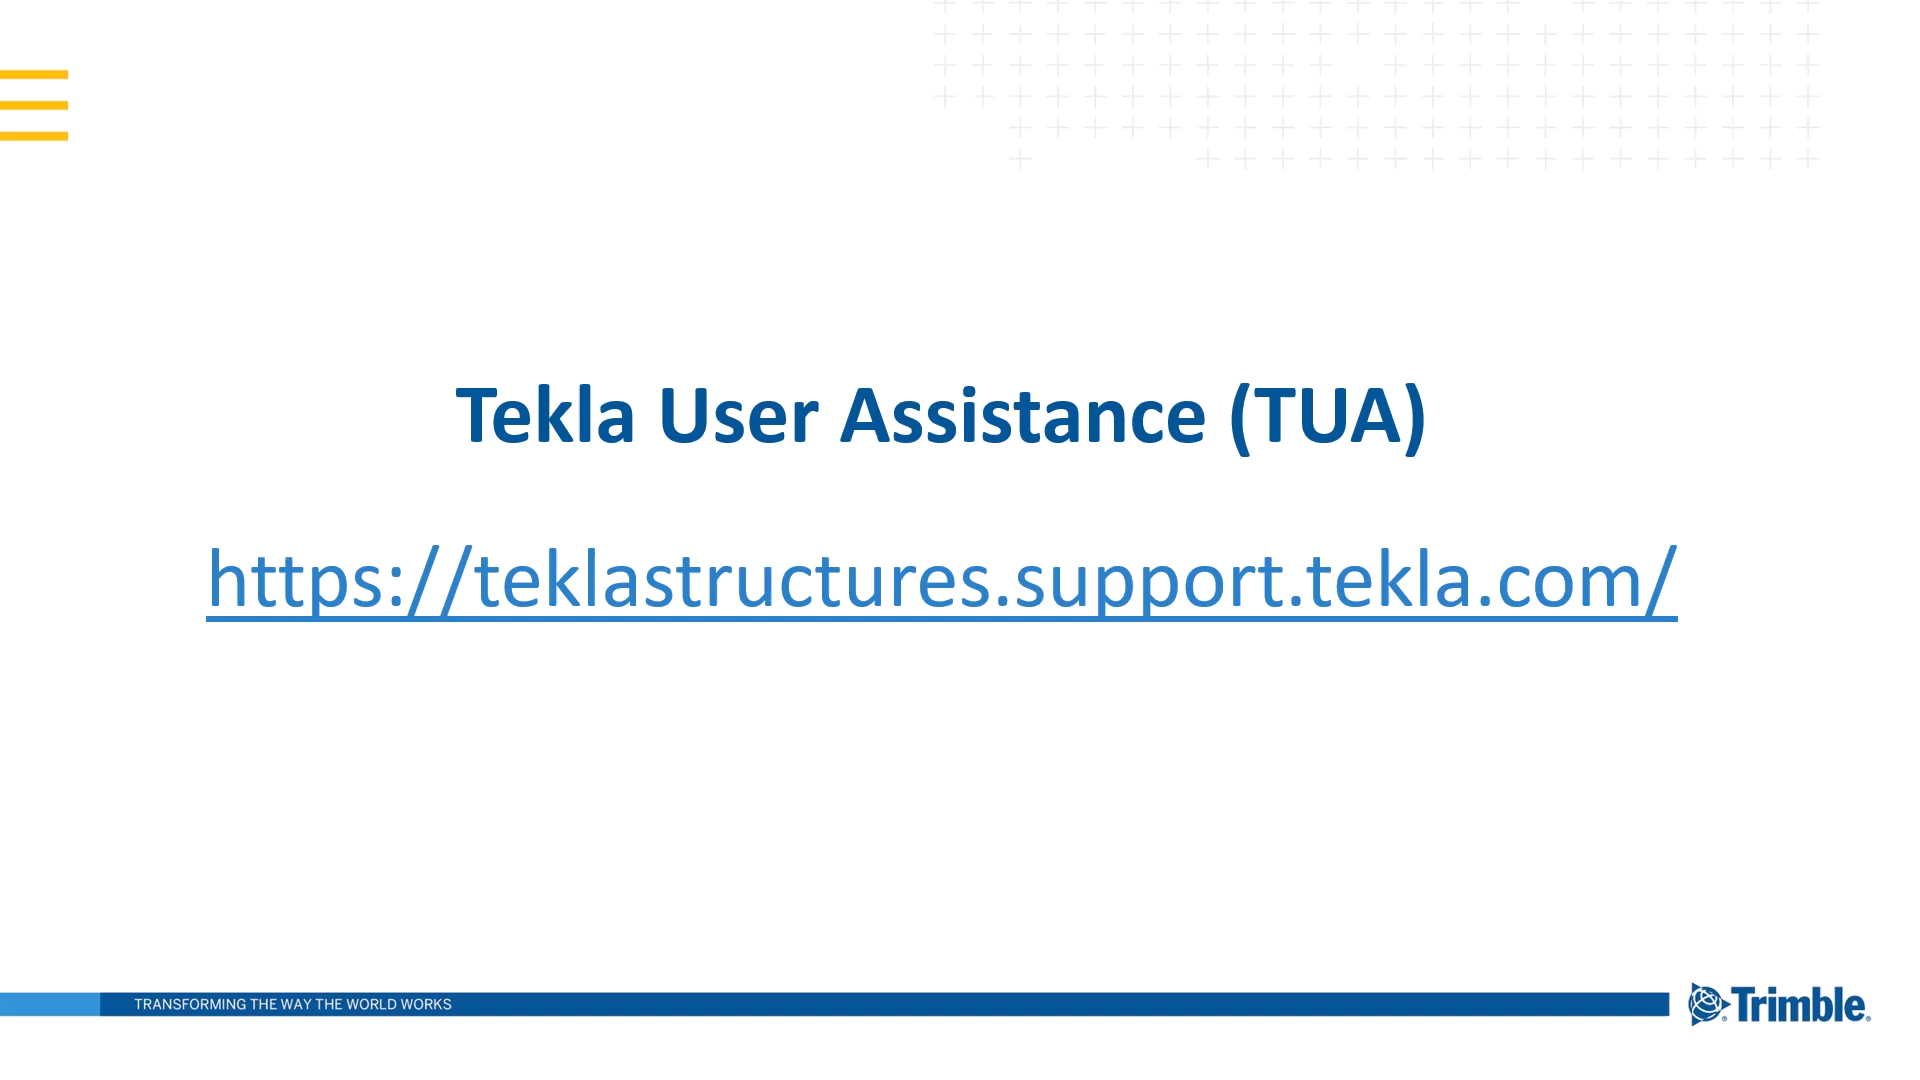 Tekla User Assistance (TUA)
https://teklastructures.support.tekla.com/
TRANSFORMING THE WAY THE WORLD WORKS
Trimble